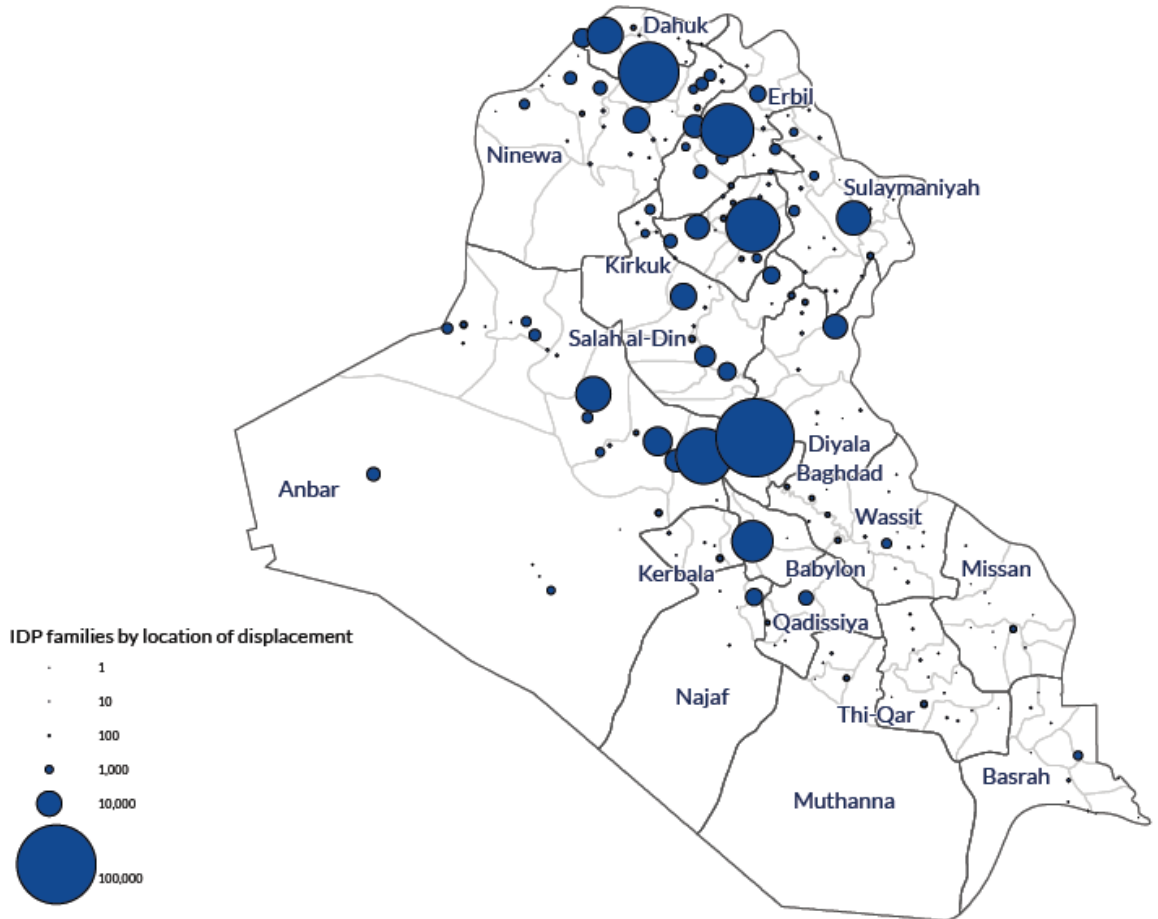 Dahuk
Erbil
Ninewa
Sulaymaniyah
Kirkuk
Salah al-Din
Diyala
Baghdad
Anbar
Wassit
Kerbala
Babylon
Missan
Qadissiya
IDP families by location of displacement
1
10
100
1,000
10,000
100,000
Najaf
Thi-Qar
Basrah
Muthanna